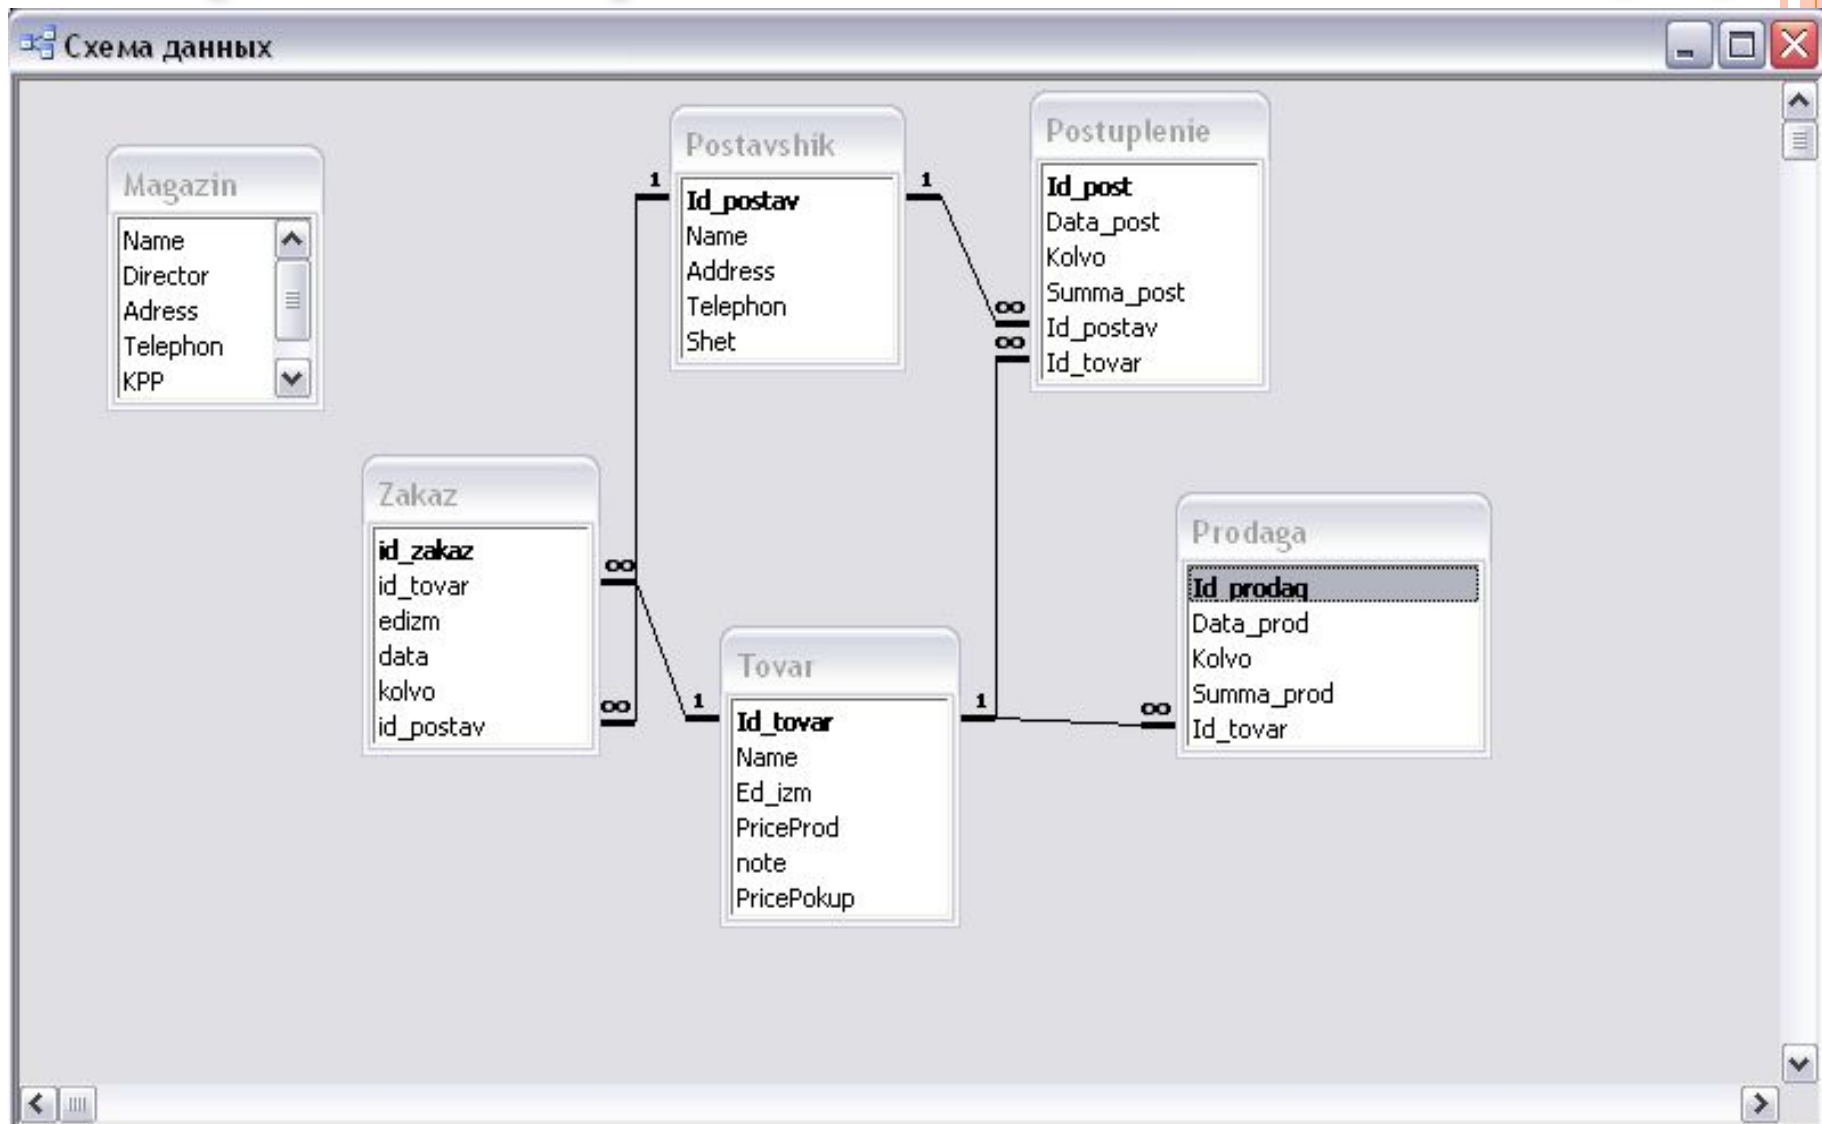 Схема данных
Magazin
Name
Director
Adress
Telephon
KPP
Postavshik
Id_postav
Name
Address
Telephon
Shet
Postuplenie
Id_post
Data_post
Kolvo
Summa_post
Id_postav
Id_tovar
Zakaz
id_zakaz
id_tovar
edizm
data
kolvo
id_postav
Tovar
Id_tovar
Name
Ed_izm
PriceProd
note
PricePokup
Prodaga
Id_prodag
Data_prod
Kolvo
Summa_prod
Id_tovar
1
1
∞
∞
∞
∞
1
1
∞